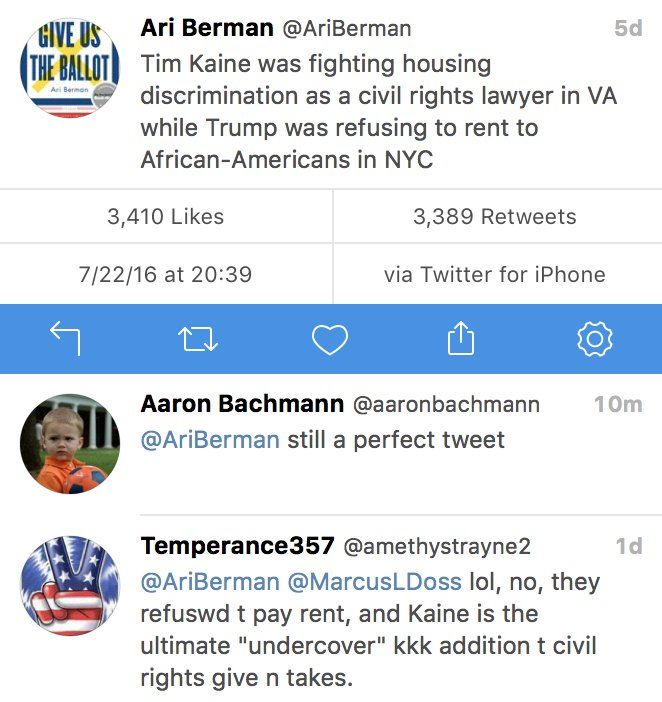 GIVE US
THE BALLOT
Ari Berman
Ari Berman @AriBerman 5d
Tim Kaine was fighting housing
discrimination as a civil rights lawyer in VA
while Trump was refusing to rent to
African-Americans in NYC
3,410 Likes 3,389 Retweets
7/22/16 at 20:39 via Twitter for iPhone
Aaron Bachmann @aaronbachmann 10m
@AriBerman still a perfect tweet
Temperance357 @amethystrayne2 1d
@AriBerman @MarcusLDoss lol, no, they
refuswd t pay rent, and Kaine is the
ultimate "undercover" kkk addition t civil
rights give n takes.